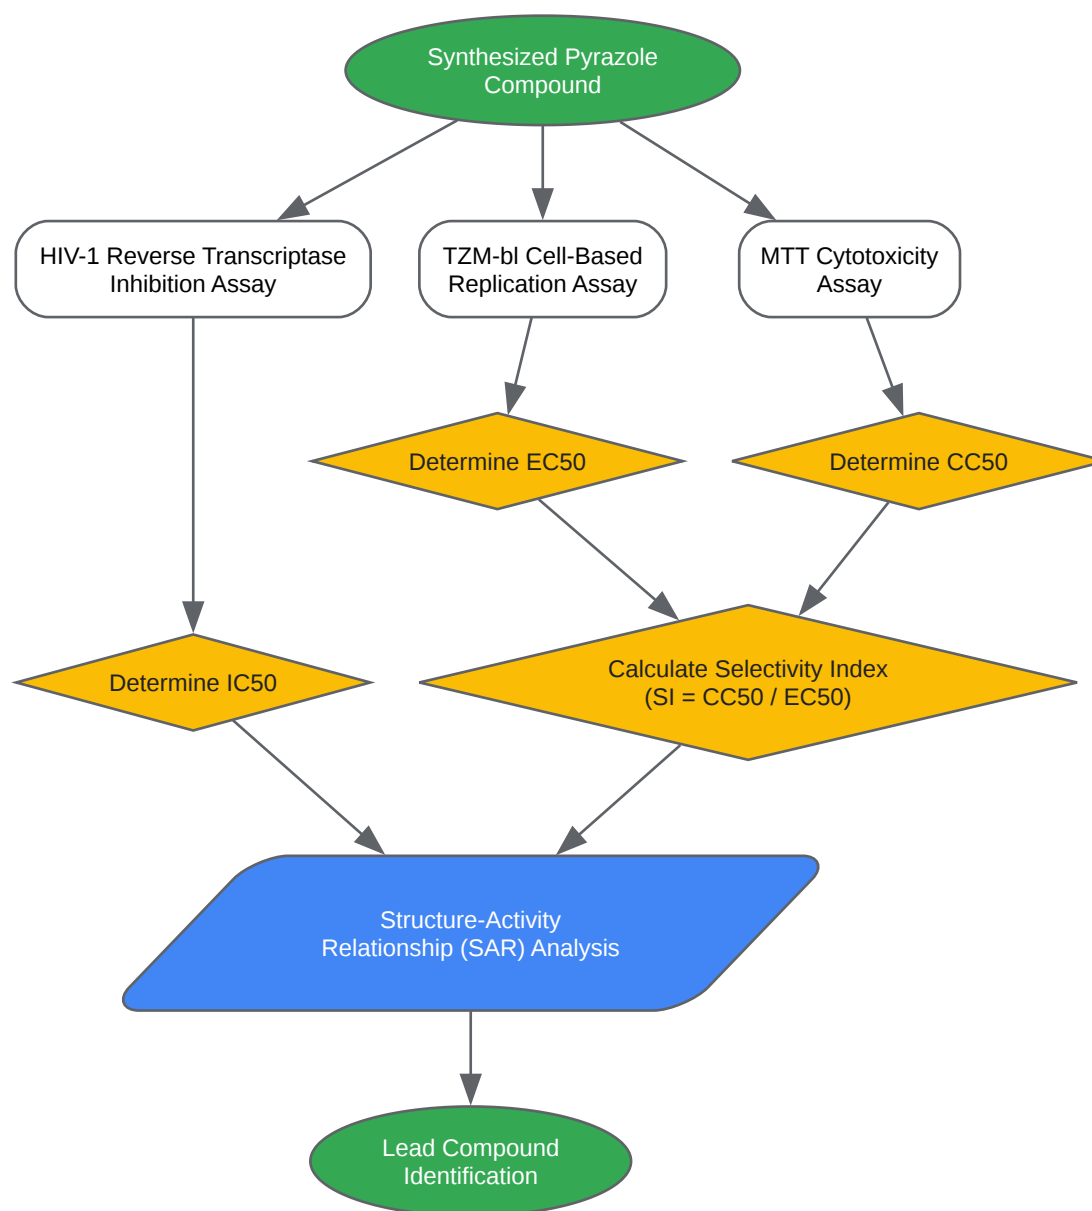 Synthesized Pyrazole
Compound
HIV-1 Reverse Transcriptase
Inhibition Assay
TZM-bl Cell-Based
Replication Assay
MTT Cytotoxicity
Assay
Determine EC50
Determine CC50
Determine IC50
Calculate Selectivity Index
(SI = CC50 / EC50)
Structure-Activity
Relationship (SAR) Analysis
Lead Compound
Identification